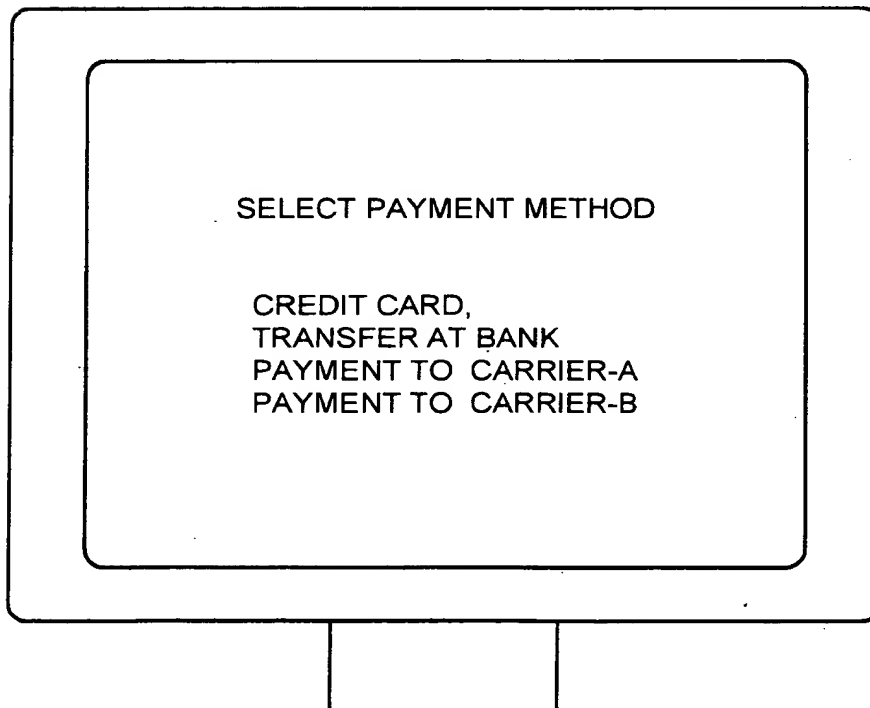 SELECT PAYMENT METHOD
CREDIT CARD,
TRANSFER AT BANK
PAYMENT TO CARRIER-A
PAYMENT TO CARRIER-B